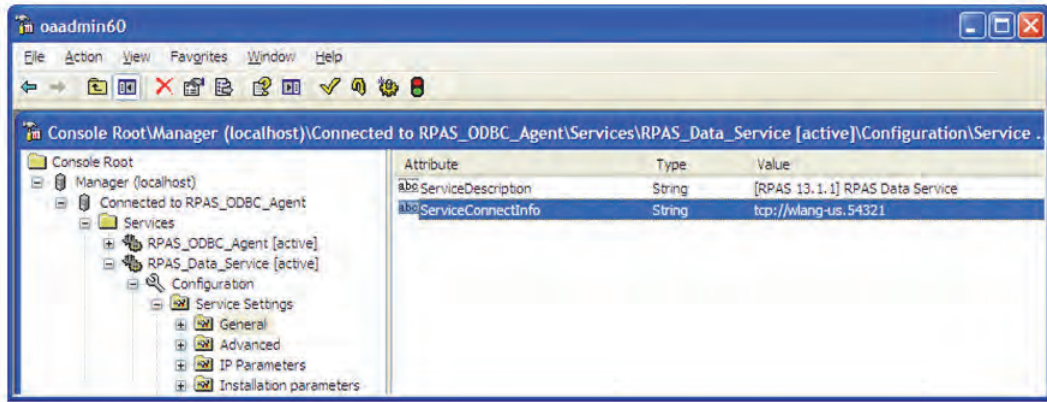 oaadmin60
File Action View Favorites Window Help
Console Root\Manager (localhost)\Connected to RPAS_ODBC_Agent\Services\RPAS_Data_Service [active]\Configuration\Service ...
Console Root
Manager (localhost)
Connected to RPAS_ODBC_Agent
Services
RPAS_ODBC_Agent [active]
RPAS_Data_Service [active]
Configuration
Service Settings
General
Advanced
IP Parameters
Installation parameters
Attribute Type Value
abc ServiceDescription String [RPAS 13.1.1] RPAS Data Service
abc ServiceConnectInfo String tcp://wlang-us.54321